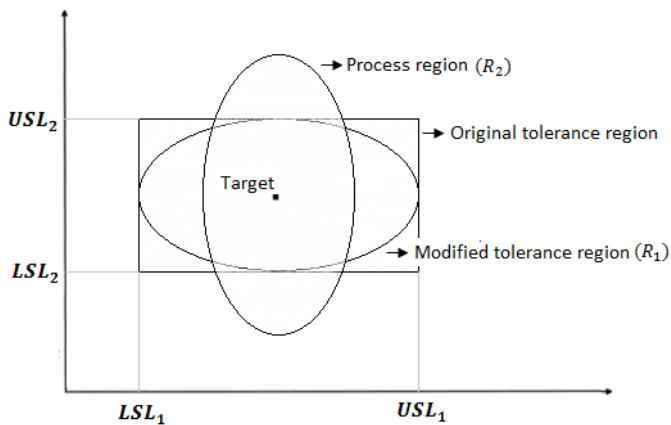 Process region (R₂)
USL₂
Original tolerance region
Target
Modified tolerance region (R₁)
LSL₂
LSL₁
USL₁